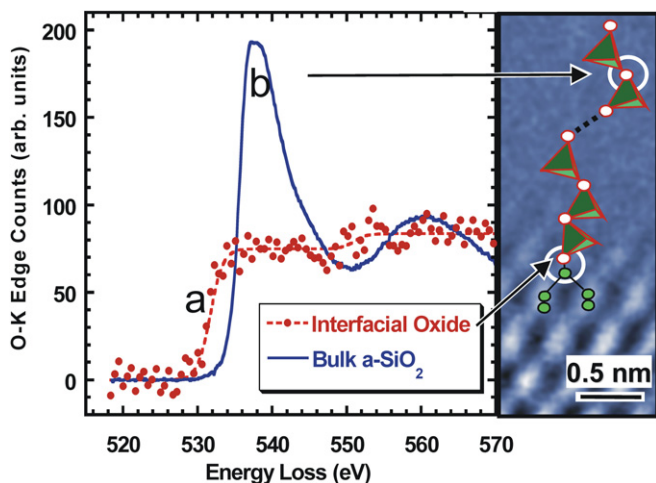 200
150
100
50
0
O-K Edge Counts (arb. units)
b
a
Interfacial Oxide
Bulk a-SiO2
0.5 nm
520 530 540 550 560 570
Energy Loss (eV)